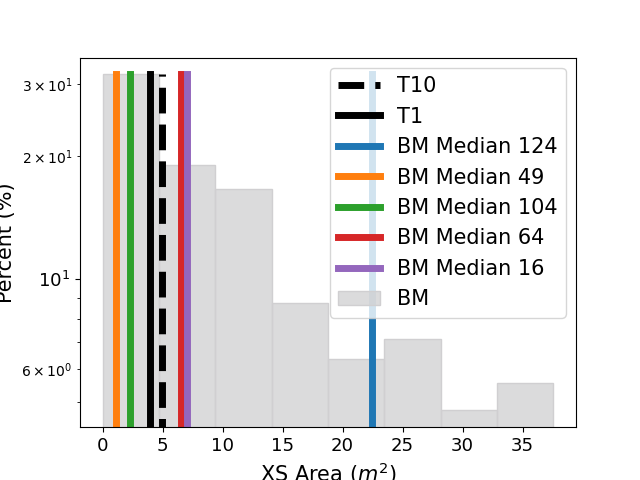 3 × 10¹
2 × 10¹
10¹
6 × 10⁰
Percent (%)
0 5 10 15 20 25 30 35
XS Area (m²)
T10
T1
BM Median 124
BM Median 49
BM Median 104
BM Median 64
BM Median 16
BM